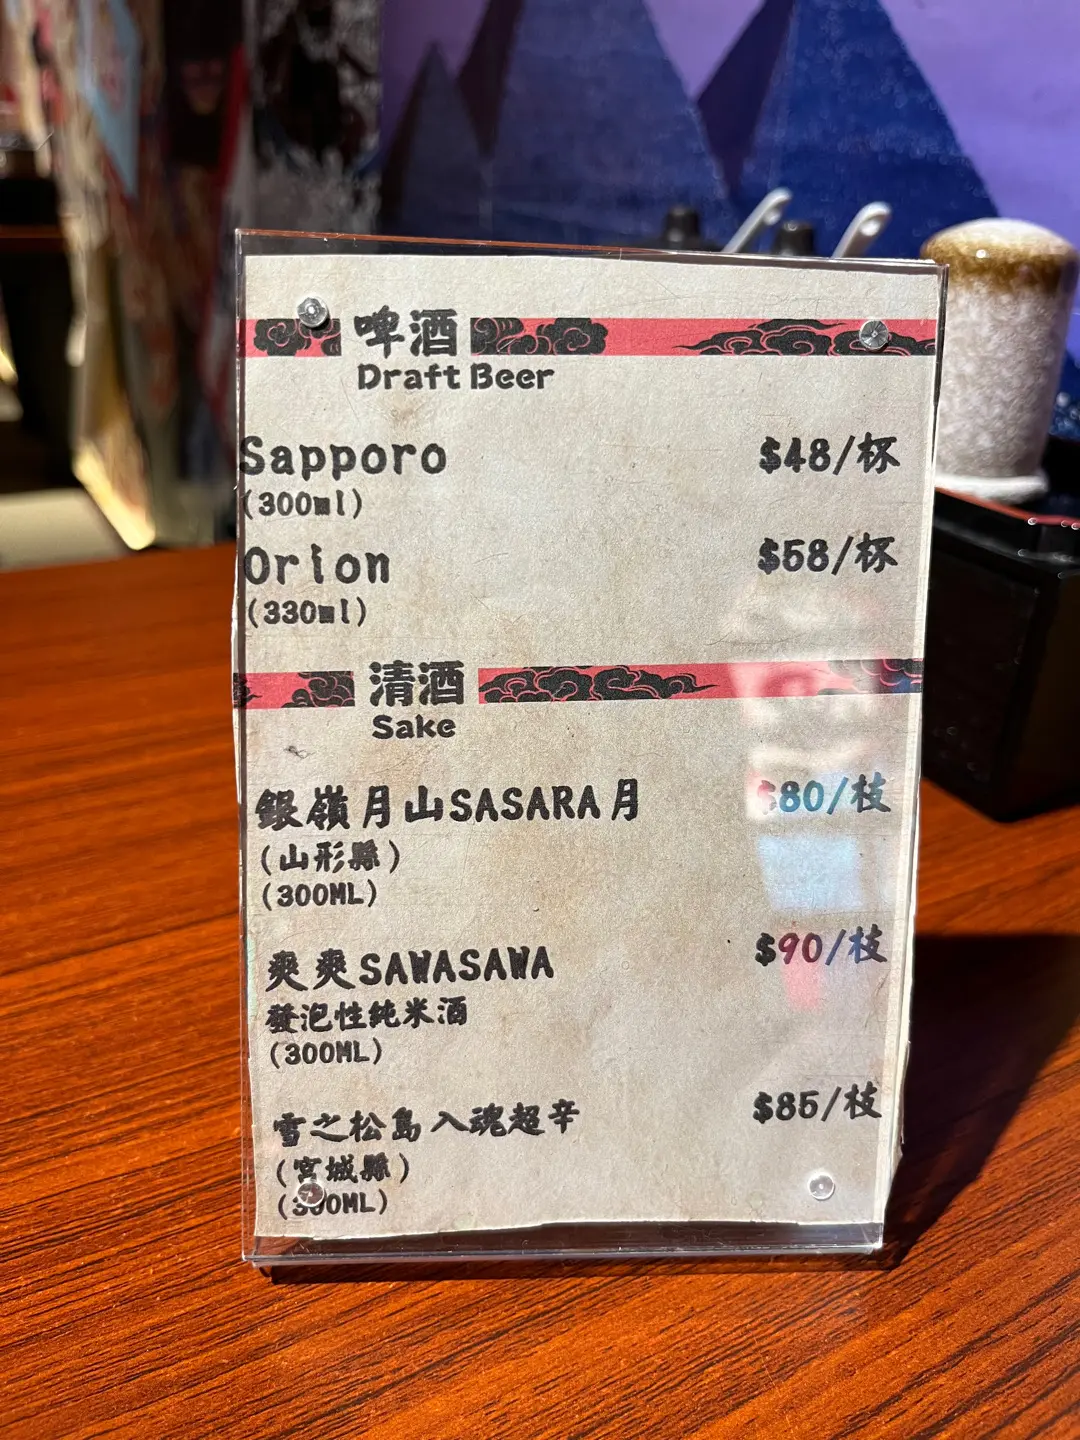 啤酒
Draft Beer
Sapporo $48/杯
(300ml)
Orion $58/杯
(330ml)
清酒
Sake
銀嶺月山SASARA月 $80/枝
(山形縣)
(300ML)
爽爽SAWASAWA $90/枝
發泡性純米酒
(300ML)
雪之松島入魂超辛 $85/枝
(宮城縣)
(300ML)